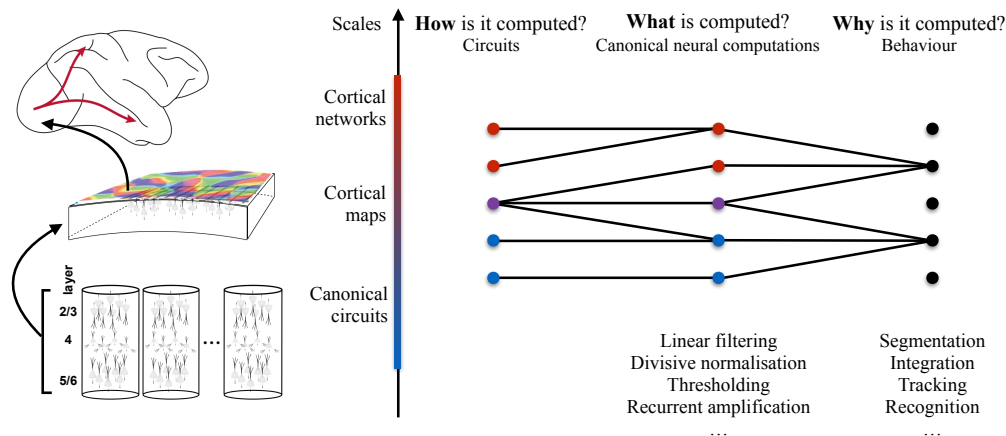 Scales
How is it computed?
Circuits
What is computed?
Canonical neural computations
Why is it computed?
Behaviour
Cortical
networks
Cortical
maps
Canonical
circuits
layer
2/3
4
5/6
...
Linear filtering
Divisive normalisation
Thresholding
Recurrent amplification
...
Segmentation
Integration
Tracking
Recognition
...